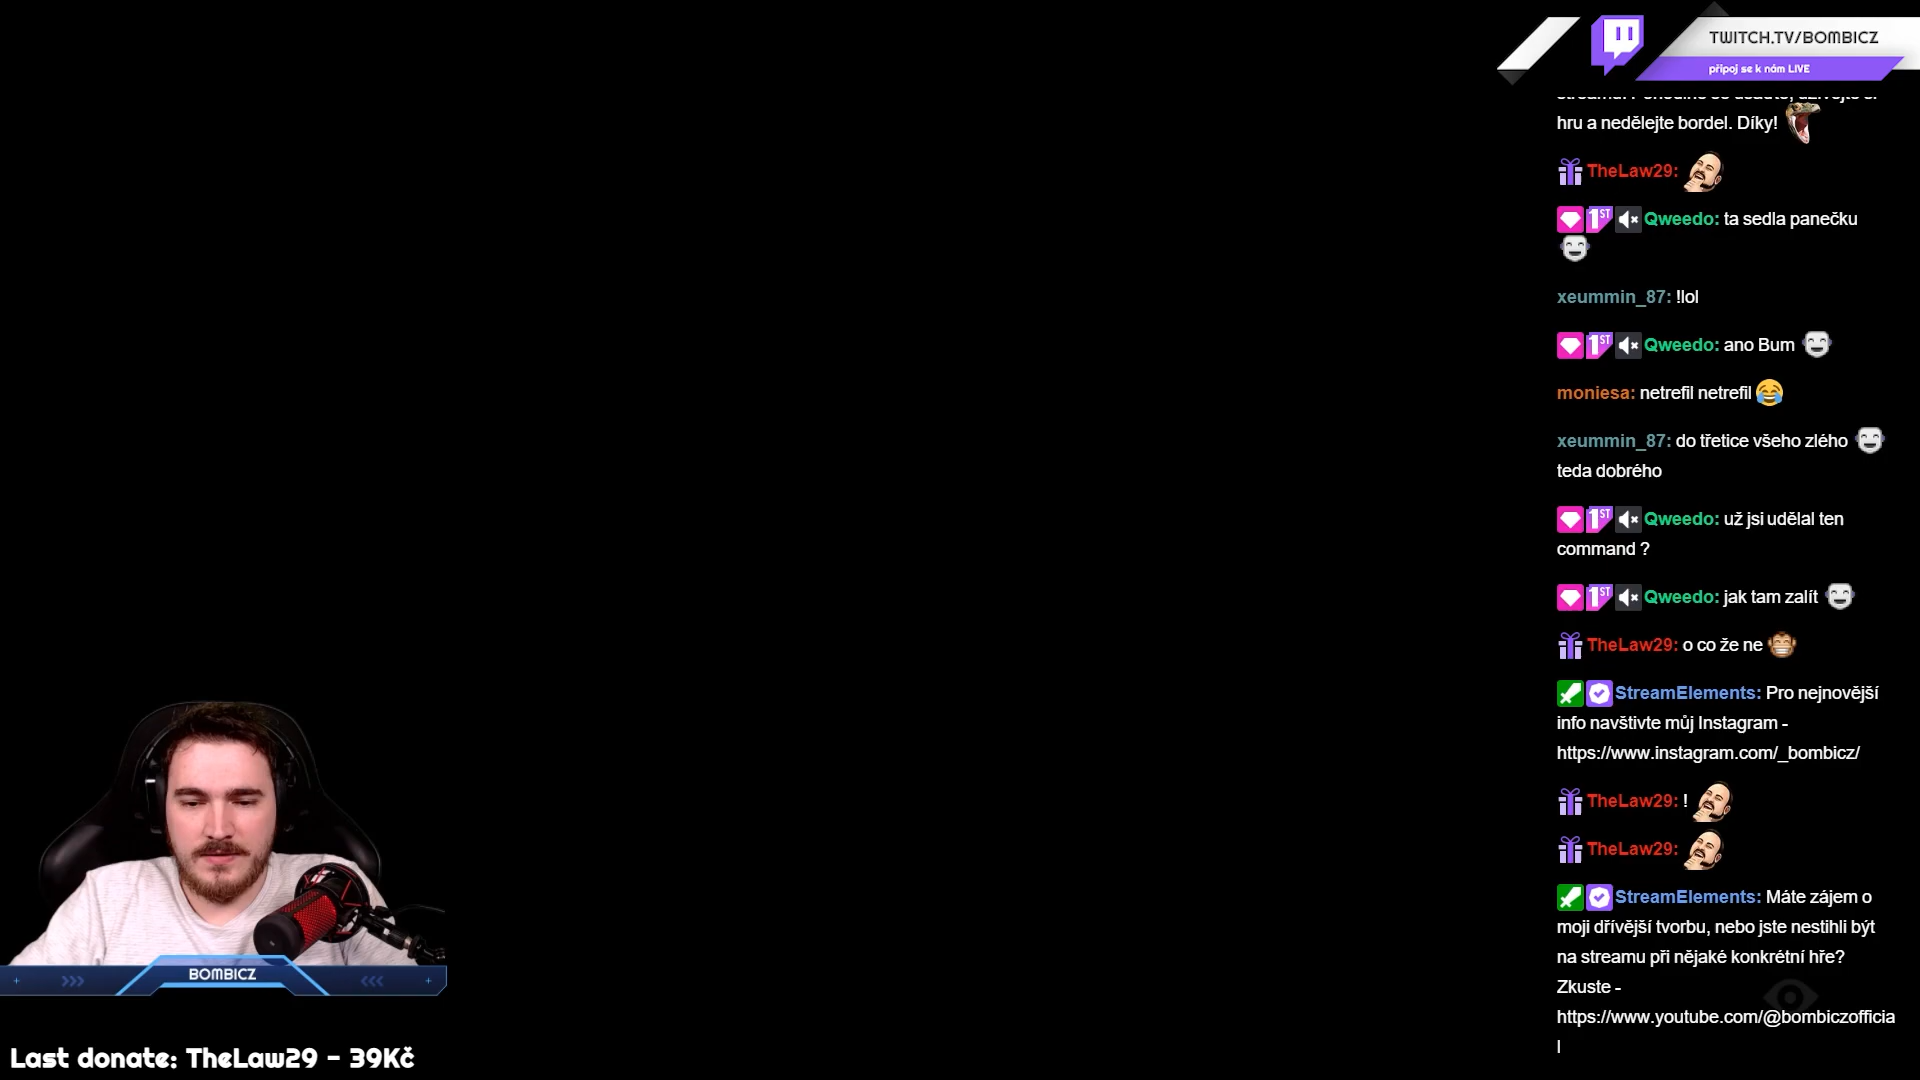 TWITCH.TV/BOMBICZ
připoj se k nám LIVE
hru a nedělejte bordel. Díky!
TheLaw29:
Qweedo: ta sedla panečku
xeummin_87: !lol
Qweedo: ano Bum
moniesa: netrefil netrefil
xeummin_87: do třetice všeho zlého
teda dobrého
Qweedo: už jsi udělal ten
command ?
Qweedo: jak tam zalít
TheLaw29: o co že ne
StreamElements: Pro nejnovější
info navštivte můj Instagram -
https://www.instagram.com/_bombicz/
TheLaw29: !
TheLaw29:
StreamElements: Máte zájem o
moji dřívější tvorbu, nebo jste nestihli být
na streamu při nějaké konkrétní hře?
Zkuste -
https://www.youtube.com/@bombiczofficia
l
BOMBICZ
Last donate: TheLaw29 - 39Kč